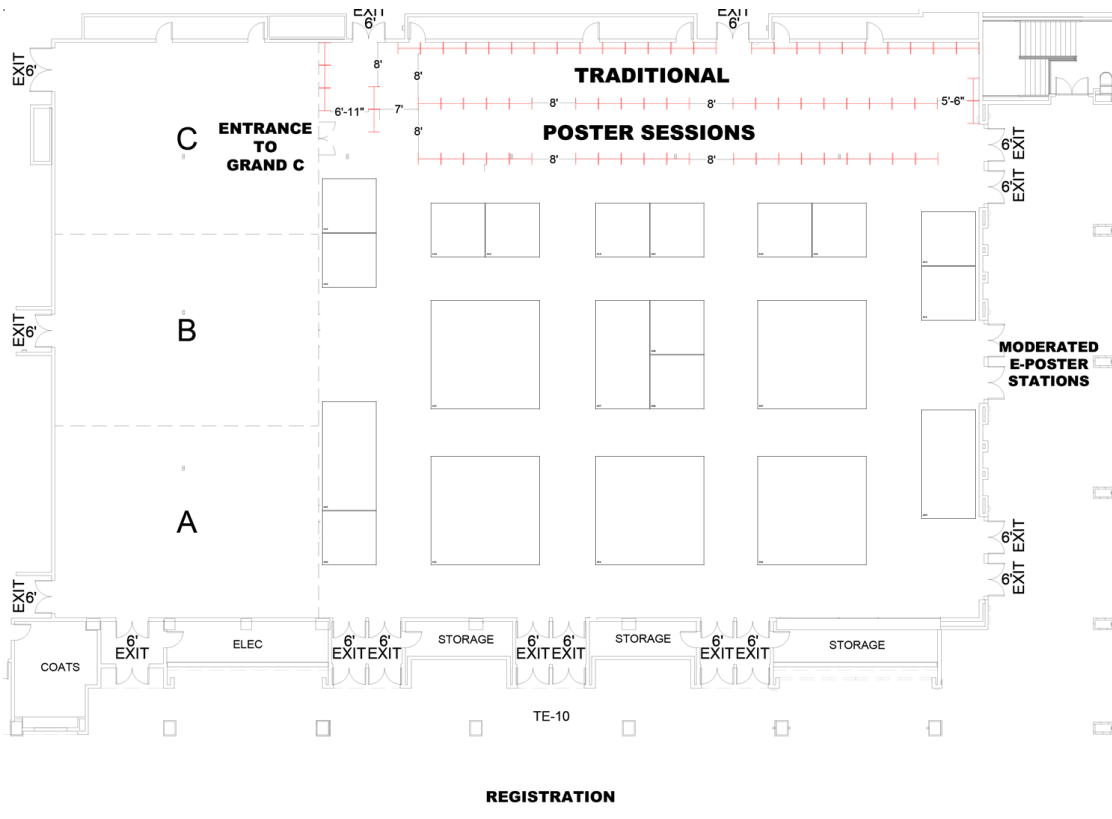 EXIT
6'
EXIT
6'
EXIT
6'
8'
8'
TRADITIONAL
8'
8'
5'-6"
6'-11"
7'
C
ENTRANCE
TO
GRAND C
8'
POSTER SESSIONS
8'
8'
6'
EXIT
6'
EXIT
B
EXIT
6'
MODERATED
E-POSTER
STATIONS
A
6'
EXIT
6'
EXIT
EXIT
6'
6'
EXIT
ELEC
6'
EXIT
6'
EXIT
STORAGE
6'
EXIT
6'
EXIT
STORAGE
6'
EXIT
6'
EXIT
STORAGE
COATS
TE-10
REGISTRATION